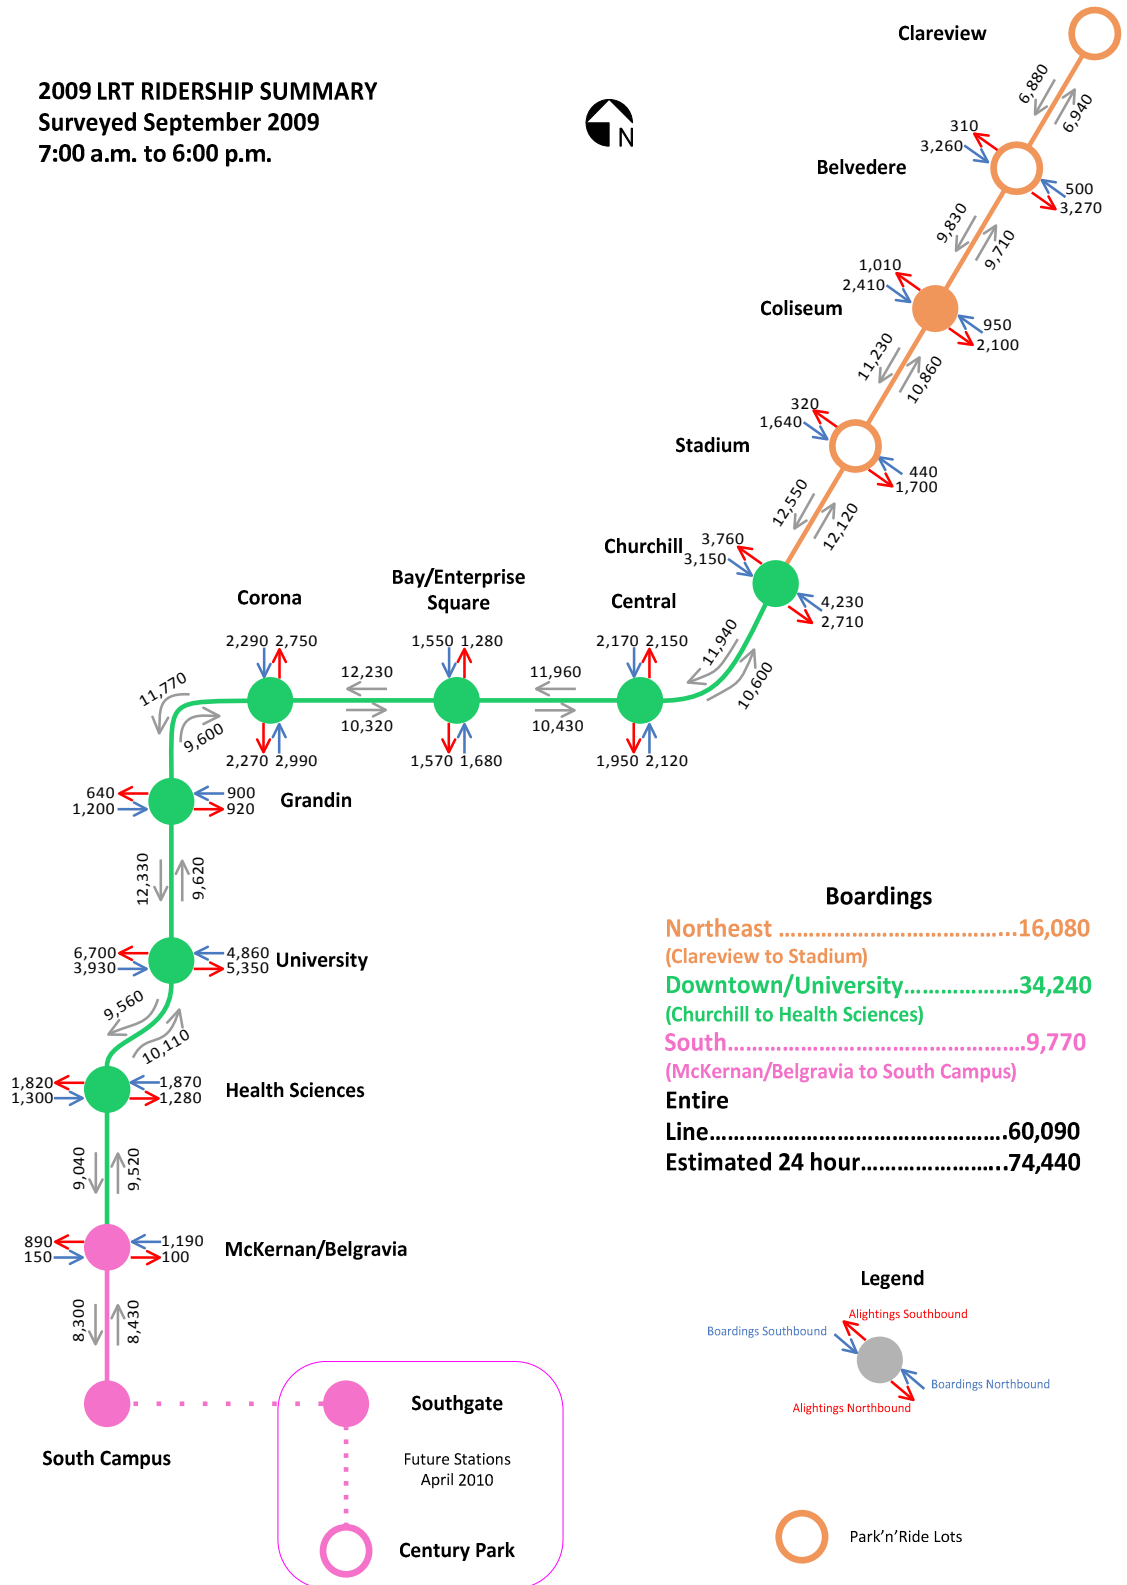 Clareview
2009 LRT RIDERSHIP SUMMARY
Surveyed September 2009
7:00 a.m. to 6:00 p.m.
N
6,880
6,940
310
3,260
Belvedere
500
3,270
9,830
9,710
1,010
2,410
Coliseum
950
2,100
11,230
10,860
320
1,640
Stadium
440
1,700
12,550
12,120
Churchill
3,760
3,150
4,230
2,710
11,940
10,600
Central
2,170 2,150
1,950 2,120
11,960
10,430
Bay/Enterprise
Square
1,550 1,280
1,570 1,680
12,230
10,320
Corona
2,290 2,750
2,270 2,990
11,770
9,600
640
1,200
900
920
Grandin
12,330
9,620
6,700
3,930
4,860
5,350
University
9,560
10,110
1,820
1,300
1,870
1,280
Health Sciences
9,040
9,520
890
150
1,190
100
McKernan/Belgravia
8,300
8,430
South Campus
Southgate
Future Stations
April 2010
Century Park
Boardings
Northeast ………………………………...16,080
(Clareview to Stadium)
Downtown/University……………….34,240
(Churchill to Health Sciences)
South………………………………………….9,770
(McKernan/Belgravia to South Campus)
Entire
Line………………………………………….60,090
Estimated 24 hour…………………...74,440
Legend
Alightings Southbound
Boardings Southbound
Boardings Northbound
Alightings Northbound
Park’n’Ride Lots